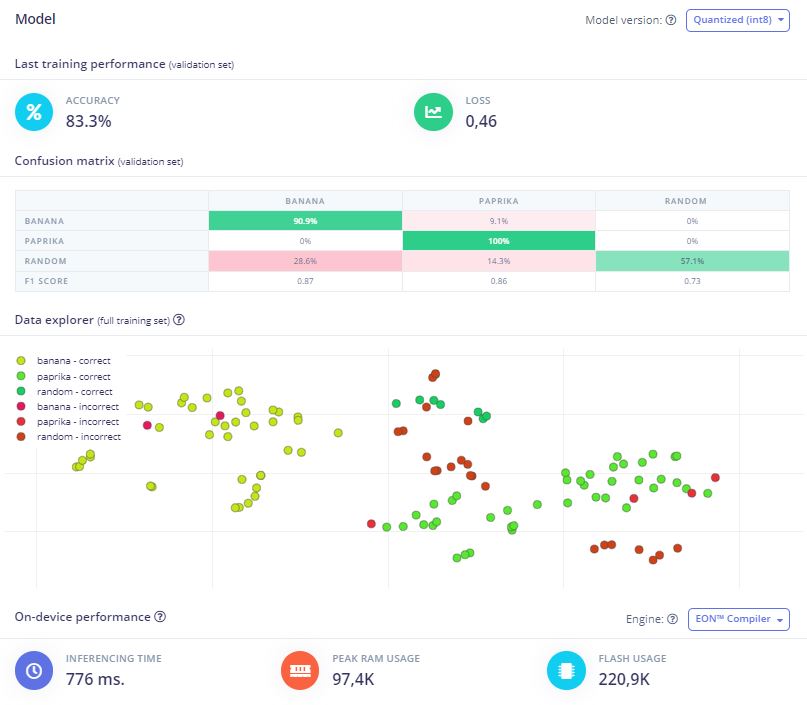 Model
Model version: Quantized (int8)
Last training performance (validation set)
ACCURACY
83.3%
LOSS
0,46
Confusion matrix (validation set)
BANANA PAPRIKA RANDOM
BANANA 90.9% 9.1% 0%
PAPRIKA 0% 100% 0%
RANDOM 28.6% 14.3% 57.1%
F1 SCORE 0.87 0.86 0.73
Data explorer (full training set)
banana - correct
paprika - correct
random - correct
banana - incorrect
paprika - incorrect
random - incorrect
On-device performance
Engine: EON™ Compiler
INFERENCING TIME
776 ms.
PEAK RAM USAGE
97,4K
FLASH USAGE
220,9K